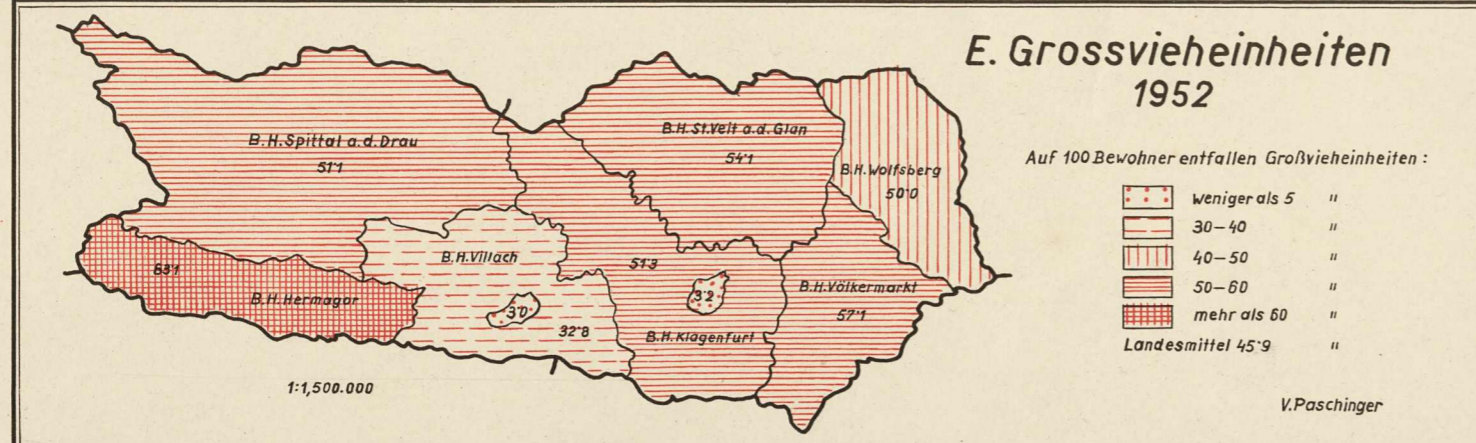 E. Grossvieheinheiten
1952
Auf 100 Bewohner entfallen Großvieheinheiten :
weniger als 5 "
30-40 "
40-50 "
50-60 "
mehr als 60 "
Landesmittel 45·9 "
V. Paschinger
B.H. Spittal a.d. Drau
51·1
B.H. St. Veit a.d. Glan
54·1
B.H. Wolfsberg
50·0
B.H. Villach
32·8
3·0
63·1
B.H. Hermagor
51·3
3·2
B.H. Klagenfurt
B.H. Völkermarkt
57·1
1:1,500.000